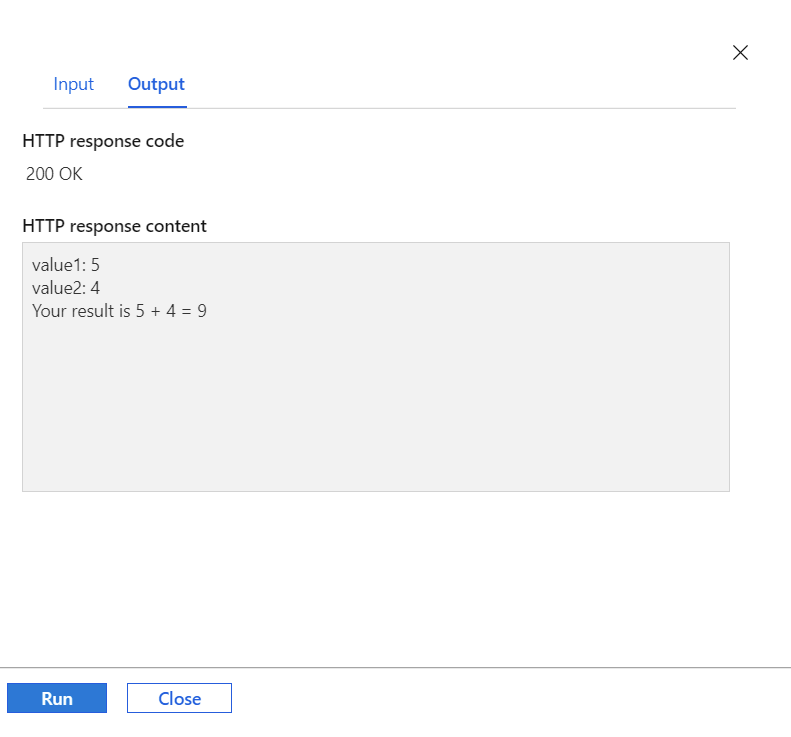 Input Output
HTTP response code
200 OK
HTTP response content
value1: 5
value2: 4
Your result is 5 + 4 = 9
Run Close